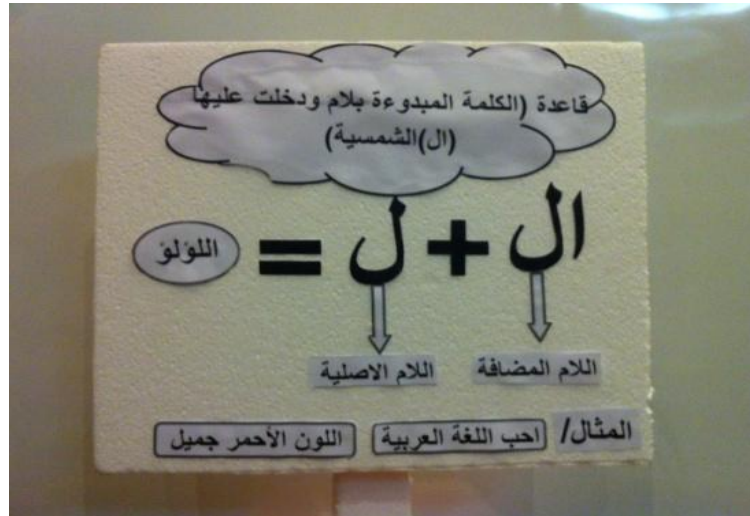 قاعدة (الكلمة المبدوءة بلام ودخلت عليها
(ال)الشمسية)
ال + ل = اللؤلؤ
اللام المضافة اللام الاصلية
المثال/ احب اللغة العربية اللون الأحمر جميل